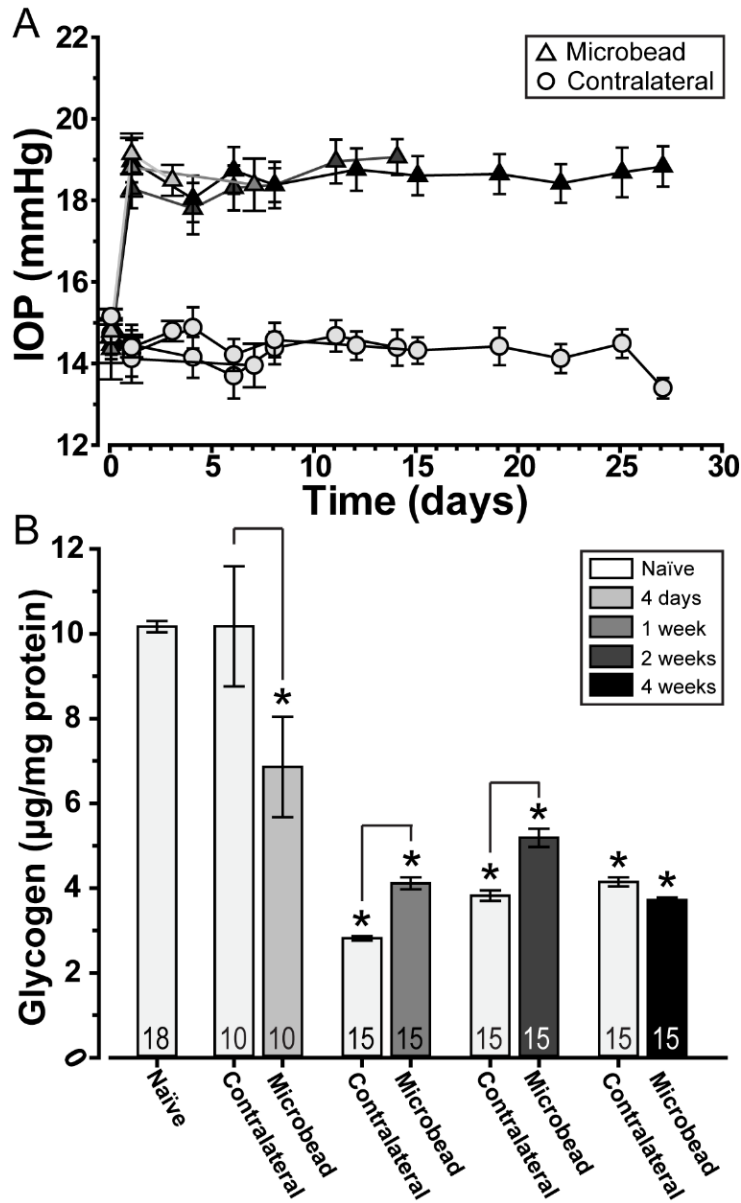 A
22
20
18
16
14
12
IOP (mmHg)
Microbead
Contralateral
0 5 10 15 20 25 30
Time (days)
B
12
10
8
6
4
2
0
Glycogen (µg/mg protein)
Naïve
4 days
1 week
2 weeks
4 weeks
* * * * * * *
18 10 10 15 15 15 15 15 15
Naïve
Contralateral
Microbead
Contralateral
Microbead
Contralateral
Microbead
Contralateral
Microbead